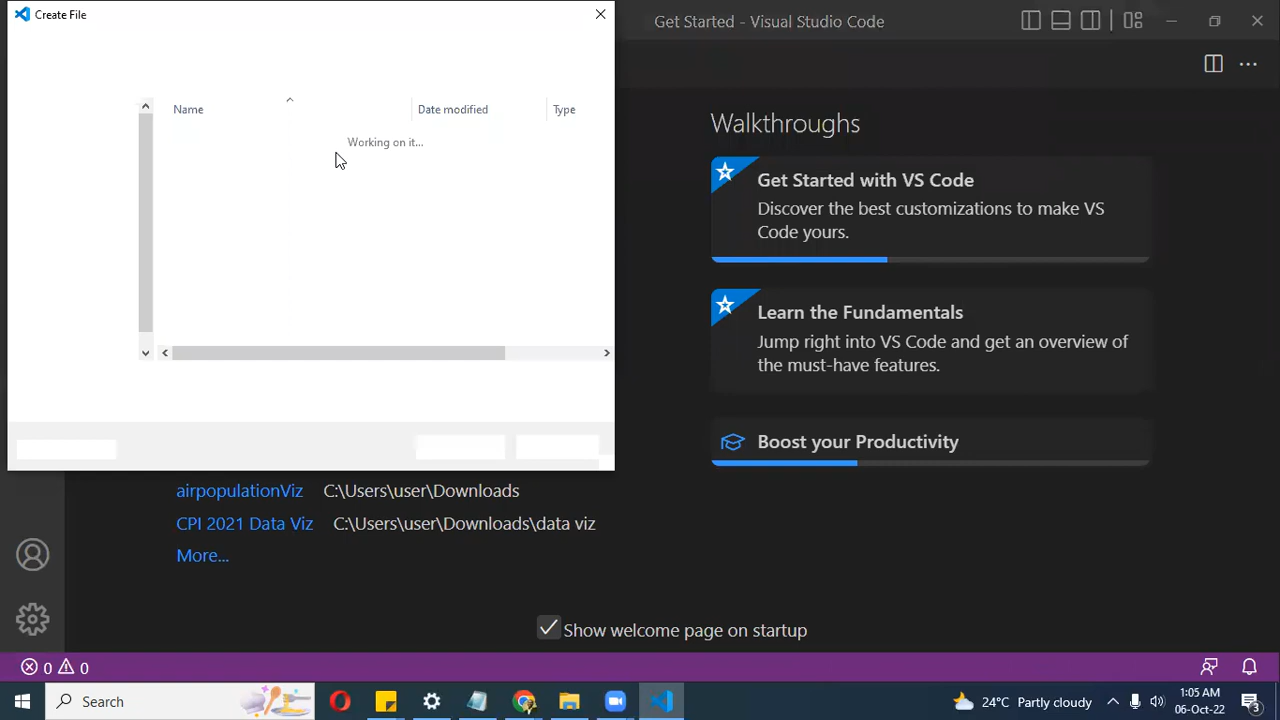 Create File
Get Started - Visual Studio Code
Name
Date modified
Type
Working on it...
Walkthroughs
Get Started with VS Code
Discover the best customizations to make VS
Code yours.
Learn the Fundamentals
Jump right into VS Code and get an overview of
the must-have features.
Boost your Productivity
airpopulationViz C:\Users\user\Downloads
CPI 2021 Data Viz C:\Users\user\Downloads\data viz
More...
Show welcome page on startup
0 0
Search
24°C Partly cloudy
1:05 AM
06-Oct-22
3